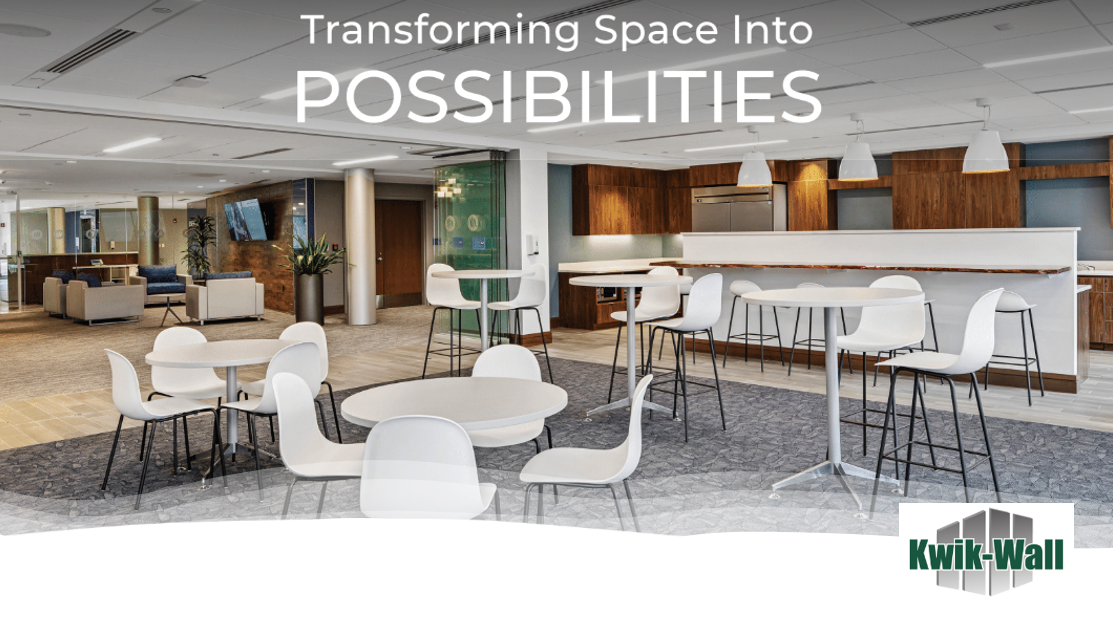 Transforming Space Into
POSSIBILITIES
Kwik-Wall